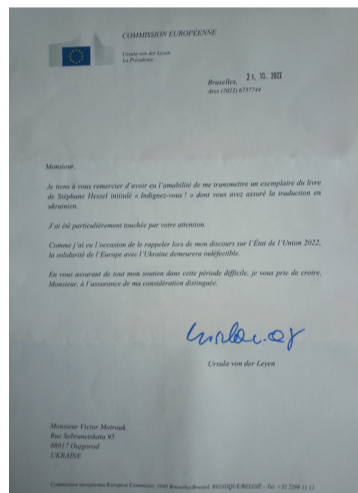 COMMISSION EUROPÉENNE
Ursula von der Leyen
La Présidente
Bruxelles, 24. 10. 2022
Ares (2022) 6757744
Monsieur,
Je tiens à vous remercier d'avoir eu l'amabilité de me transmettre un exemplaire du livre
de Stéphane Hessel intitulé « Indignez-vous ! » dont vous avez assuré la traduction en
ukrainien.
J'ai été particulièrement touchée par votre attention.
Comme j'ai eu l'occasion de le rappeler lors de mon discours sur l'État de l'Union 2022,
la solidarité de l'Europe avec l'Ukraine demeurera indéfectible.
En vous assurant de tout mon soutien dans cette période difficile, je vous prie de croire,
Monsieur, à l'assurance de ma considération distinguée.
Ursula von der Leyen
Monsieur Victor
Rue 95
88017 Oujgorod
UKRAINE
Commission européenne/European Commission, 1049 Bruxelles/Brussel, BELGIQUE/BELGIË - Tel. +32 2299 11 11